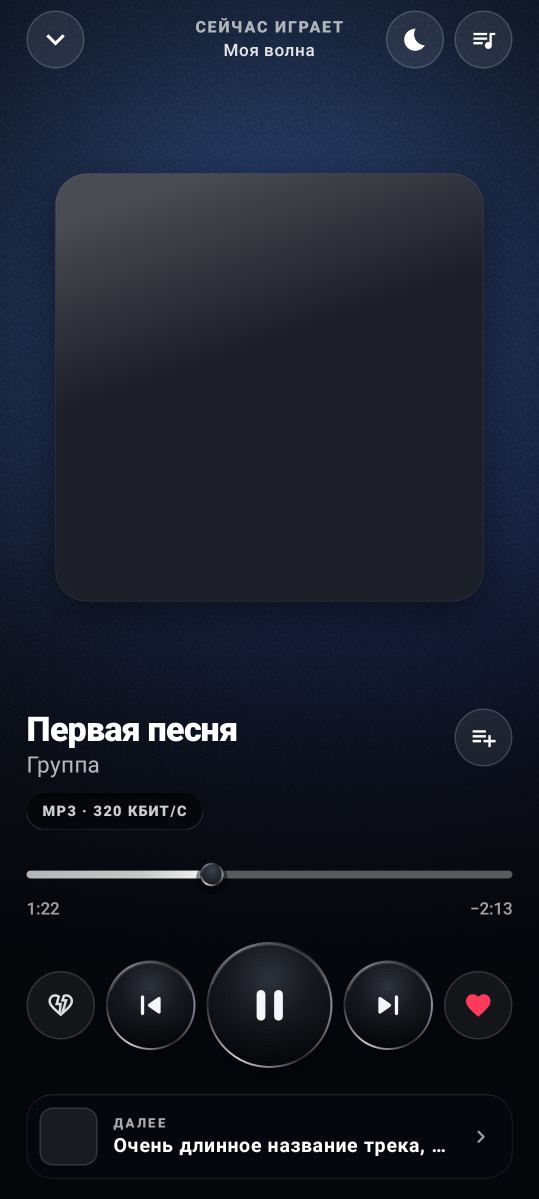 СЕЙЧАС ИГРАЕТ
Моя волна
Первая песня
Группа
MP3 · 320 КБИТ/С
1:22
−2:13
ДАЛЕЕ
Очень длинное название трека, …